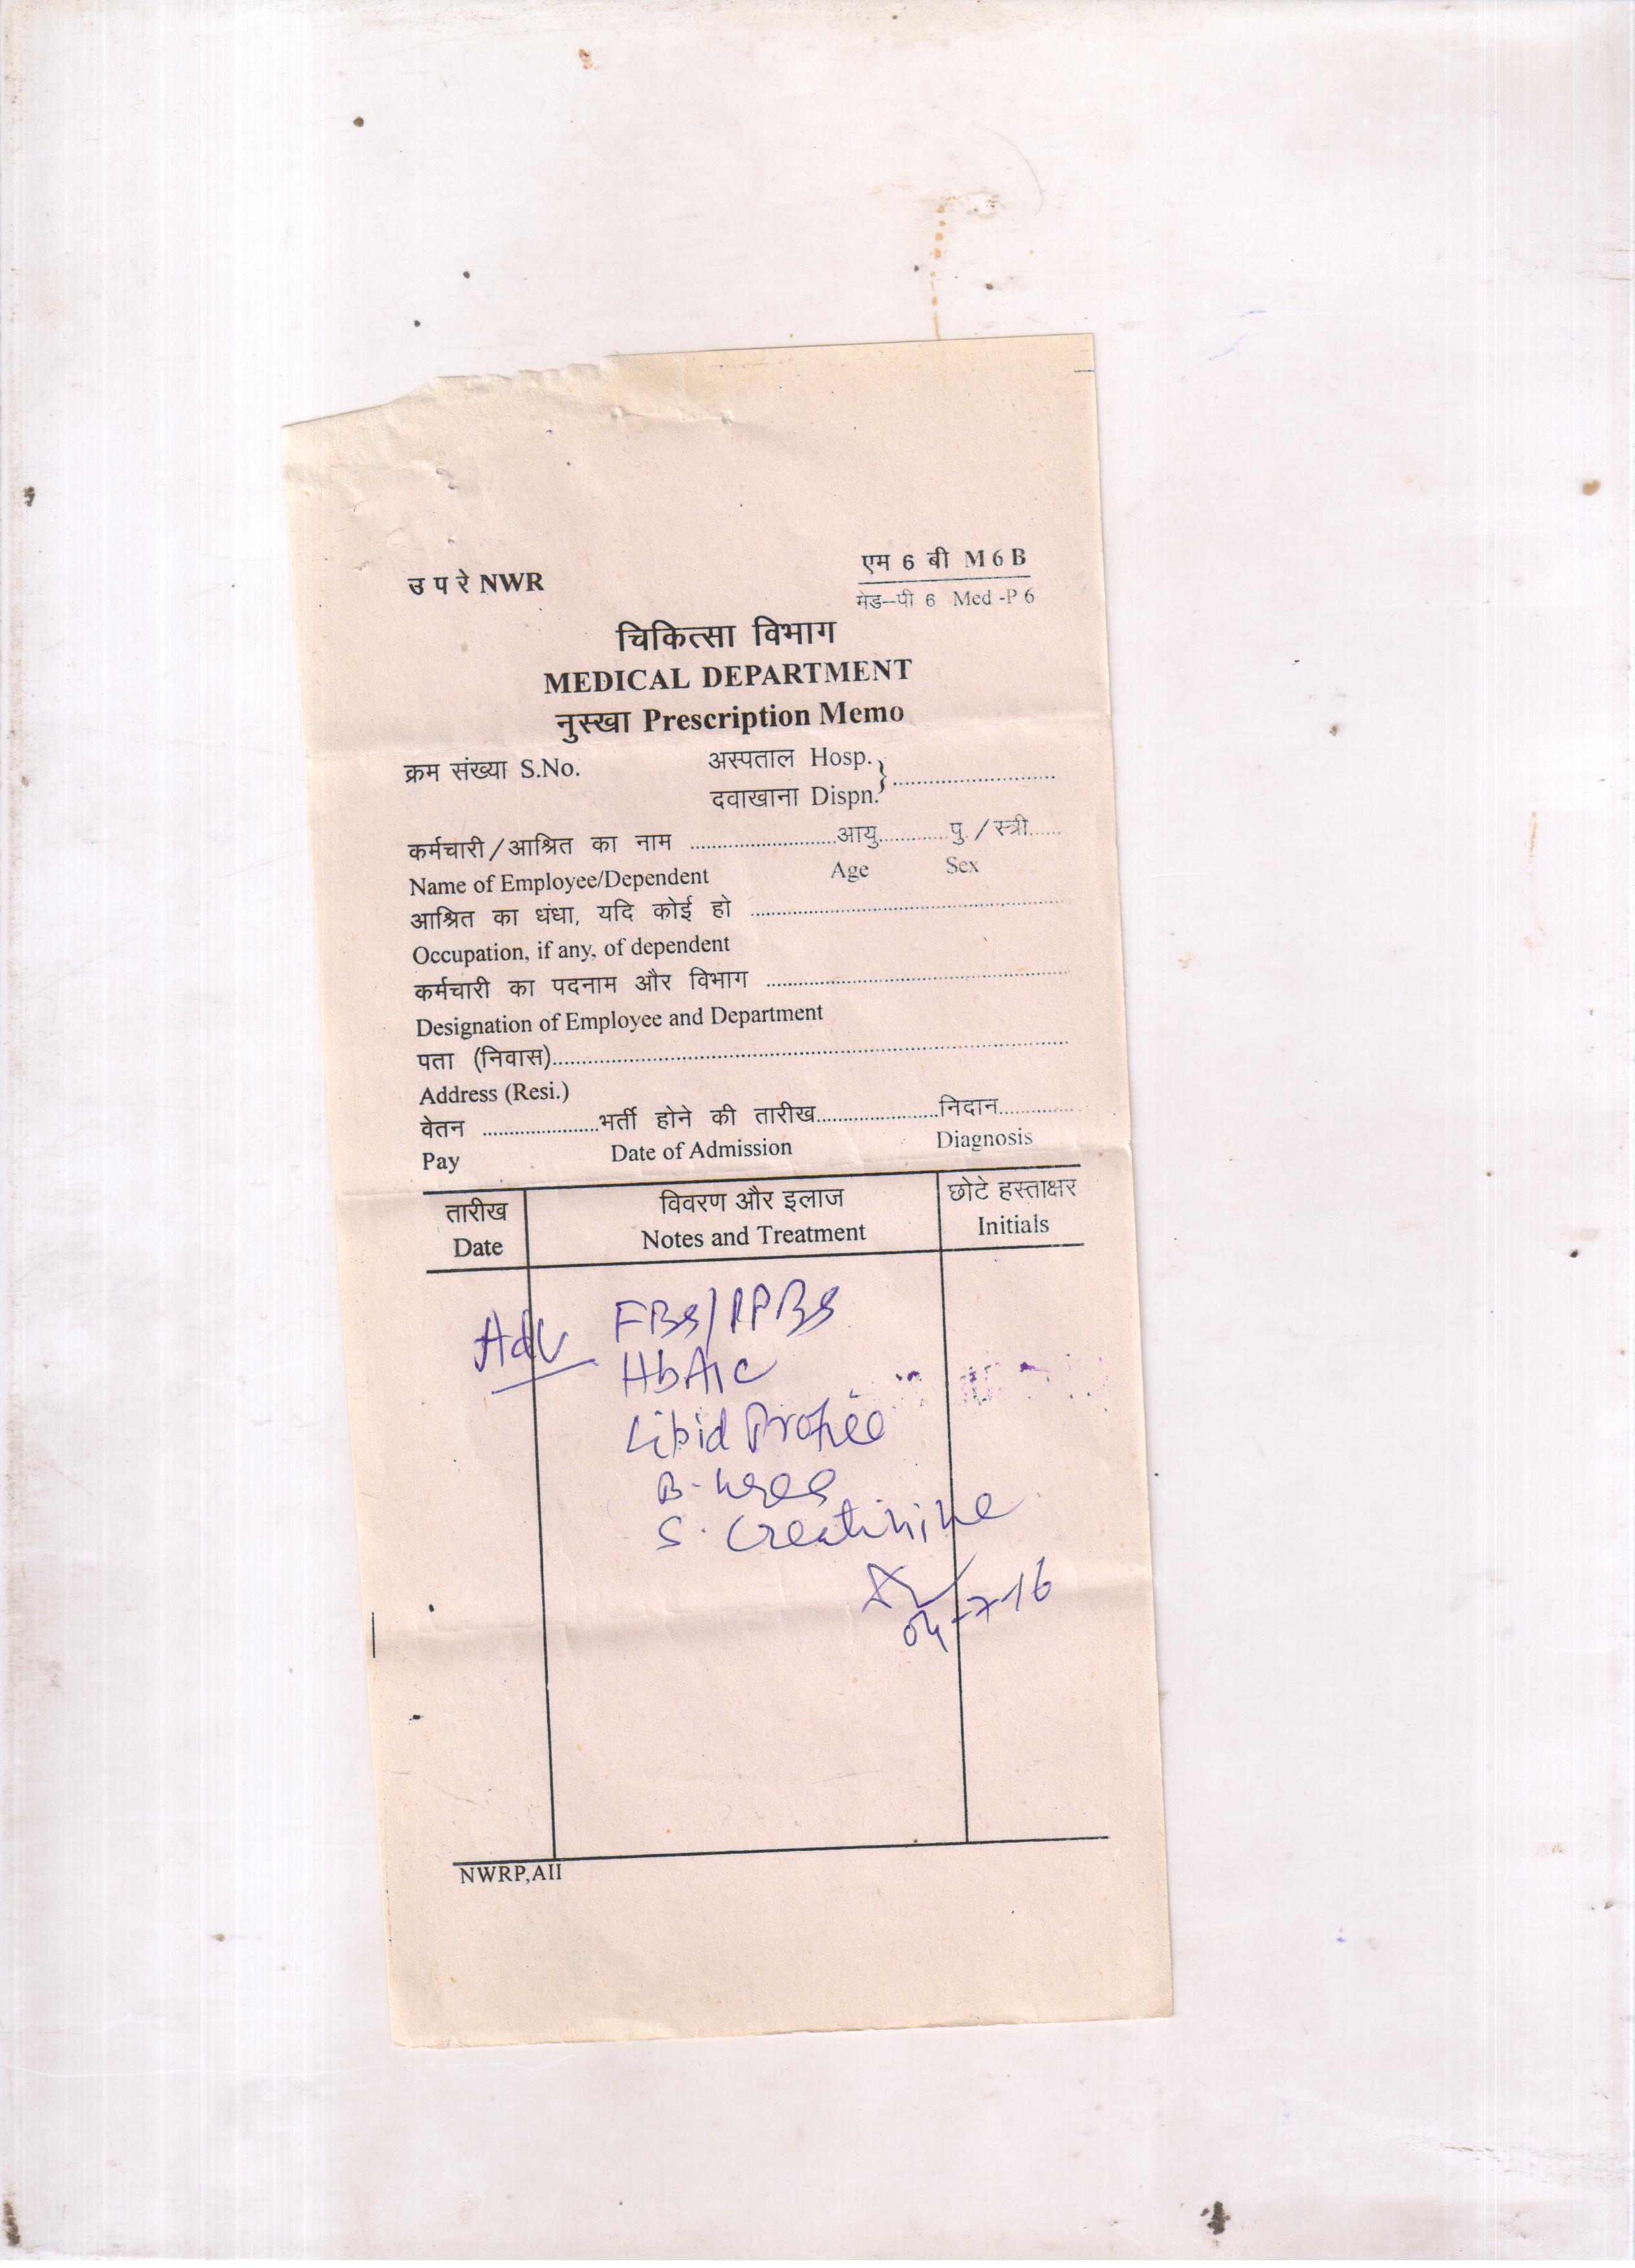 उ प रे NWR
एम 6 बी M 6 B
मेड–पी 6 Med -P 6
चिकित्सा विभाग
MEDICAL DEPARTMENT
नुस्खा Prescription Memo
क्रम संख्या S.No. अस्पताल Hosp. }
दवाखाना Dispn.
कर्मचारी/आश्रित का नाम ............................आयु.............पु. / स्त्री......
Name of Employee/Dependent Age Sex
आश्रित का धंधा, यदि कोई हो ............................
Occupation, if any, of dependent
कर्मचारी का पदनाम और विभाग ............................
Designation of Employee and Department
पता (निवास)............................
Address (Resi.)
वेतन ......................भर्ती होने की तारीख.......................निदान..............
Pay Date of Admission Diagnosis
तारीख विवरण और इलाज छोटे हस्ताक्षर
Date Notes and Treatment Initials
Adv FBS/PPBS
HbA1c
Lipid Profile
B. Urea
S. Creatinine
04-7-16
NWRP,AII